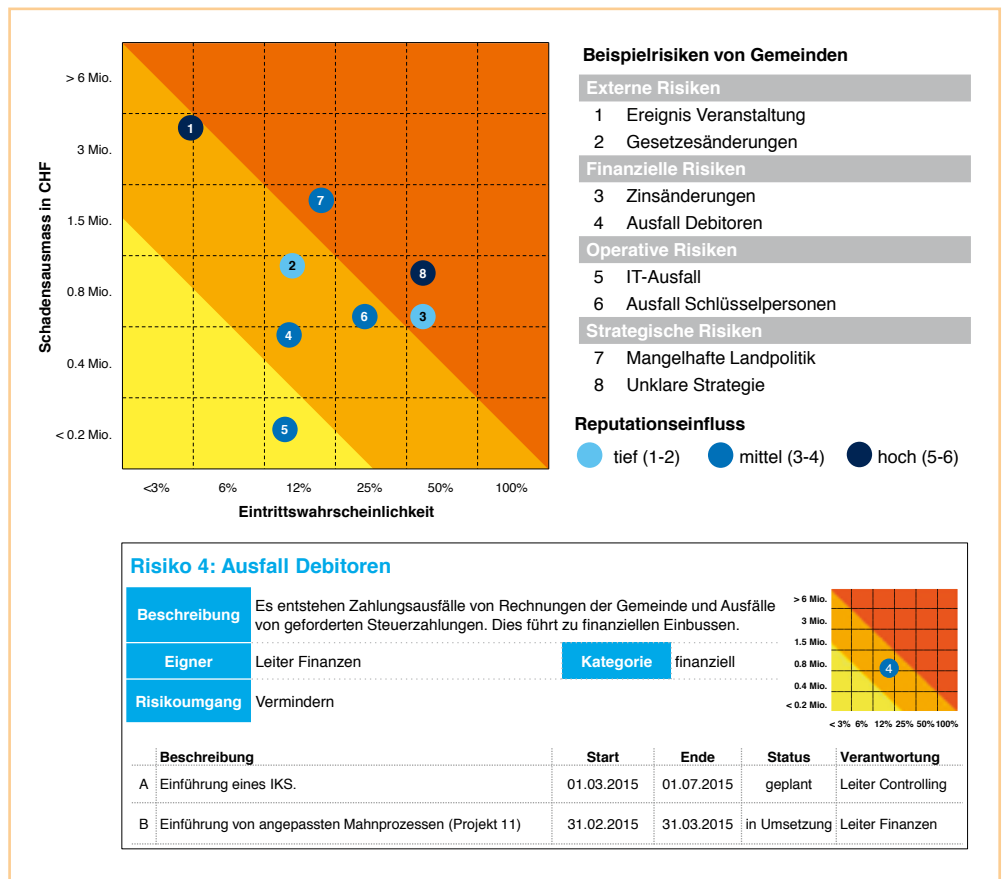 > 6 Mio.
3 Mio.
1.5 Mio.
0.8 Mio.
0.4 Mio.
< 0.2 Mio.
Schadensausmass in CHF
1
7
2
8
6
3
4
5
<3% 6% 12% 25% 50% 100%
Eintrittswahrscheinlichkeit
Beispielrisiken von Gemeinden
Externe Risiken
1 Ereignis Veranstaltung
2 Gesetzesänderungen
Finanzielle Risiken
3 Zinsänderungen
4 Ausfall Debitoren
Operative Risiken
5 IT-Ausfall
6 Ausfall Schlüsselpersonen
Strategische Risiken
7 Mangelhafte Landpolitik
8 Unklare Strategie
Reputationseinfluss
tief (1-2) mittel (3-4) hoch (5-6)
Risiko 4: Ausfall Debitoren
Beschreibung
Es entstehen Zahlungsausfälle von Rechnungen der Gemeinde und Ausfälle
von geforderten Steuerzahlungen. Dies führt zu finanziellen Einbussen.
Eigner Leiter Finanzen Kategorie finanziell
Risikoumgang Vermindern
> 6 Mio.
3 Mio.
1.5 Mio.
0.8 Mio.
0.4 Mio.
< 0.2 Mio.
4
< 3% 6% 12% 25% 50% 100%
Beschreibung Start Ende Status Verantwortung
A Einführung eines IKS. 01.03.2015 01.07.2015 geplant Leiter Controlling
B Einführung von angepassten Mahnprozessen (Projekt 11) 31.02.2015 31.03.2015 in Umsetzung Leiter Finanzen